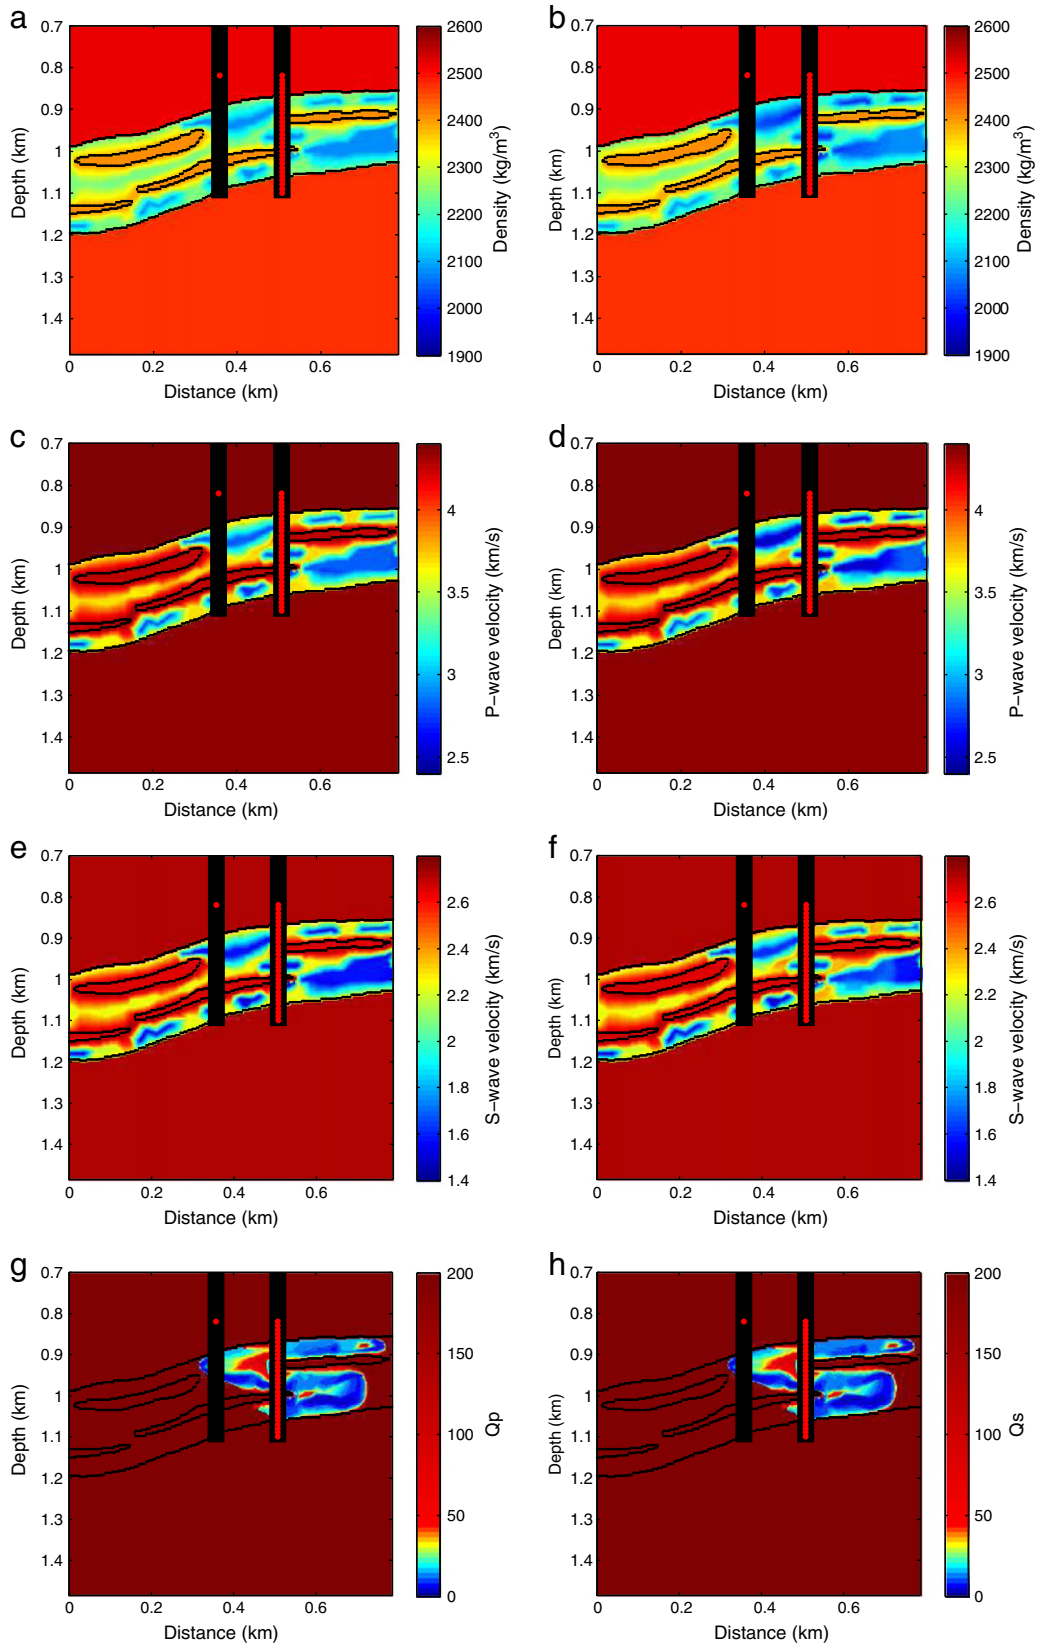 a
0.7
0.8
0.9
1
1.1
1.2
1.3
1.4
Depth (km)
0 0.2 0.4 0.6
Distance (km)
2600
2500
2400
2300
2200
2100
2000
1900
Density (kg/m³)
b
0.7
0.8
0.9
1
1.1
1.2
1.3
1.4
Depth (km)
0 0.2 0.4 0.6
Distance (km)
2600
2500
2400
2300
2200
2100
2000
1900
Density (kg/m³)
c
0.7
0.8
0.9
1
1.1
1.2
1.3
1.4
Depth (km)
0 0.2 0.4 0.6
Distance (km)
4
3.5
3
2.5
P-wave velocity (km/s)
d
0.7
0.8
0.9
1
1.1
1.2
1.3
1.4
Depth (km)
0 0.2 0.4 0.6
Distance (km)
4
3.5
3
2.5
P-wave velocity (km/s)
e
0.7
0.8
0.9
1
1.1
1.2
1.3
1.4
Depth (km)
0 0.2 0.4 0.6
Distance (km)
2.6
2.4
2.2
2
1.8
1.6
1.4
S-wave velocity (km/s)
f
0.7
0.8
0.9
1
1.1
1.2
1.3
1.4
Depth (km)
0 0.2 0.4 0.6
Distance (km)
2.6
2.4
2.2
2
1.8
1.6
1.4
S-wave velocity (km/s)
g
0.7
0.8
0.9
1
1.1
1.2
1.3
1.4
Depth (km)
0 0.2 0.4 0.6
Distance (km)
200
150
100
50
0
Qp
h
0.7
0.8
0.9
1
1.1
1.2
1.3
1.4
Depth (km)
0 0.2 0.4 0.6
Distance (km)
200
150
100
50
0
Qs